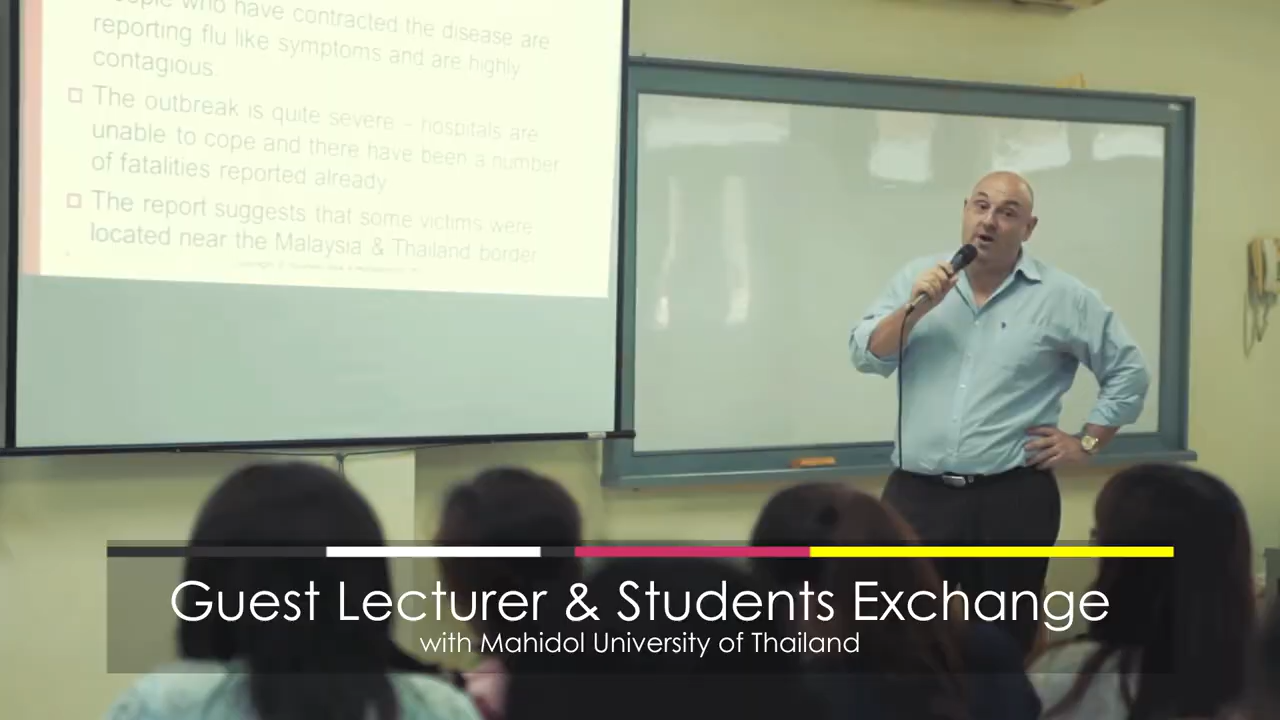 people who have contracted the disease are
reporting flu like symptoms and are highly
contagious.
The outbreak is quite severe – hospitals are
unable to cope and there have been a number
of fatalities reported already
The report suggests that some victims were
located near the Malaysia & Thailand border
Guest Lecturer & Students Exchange
with Mahidol University of Thailand